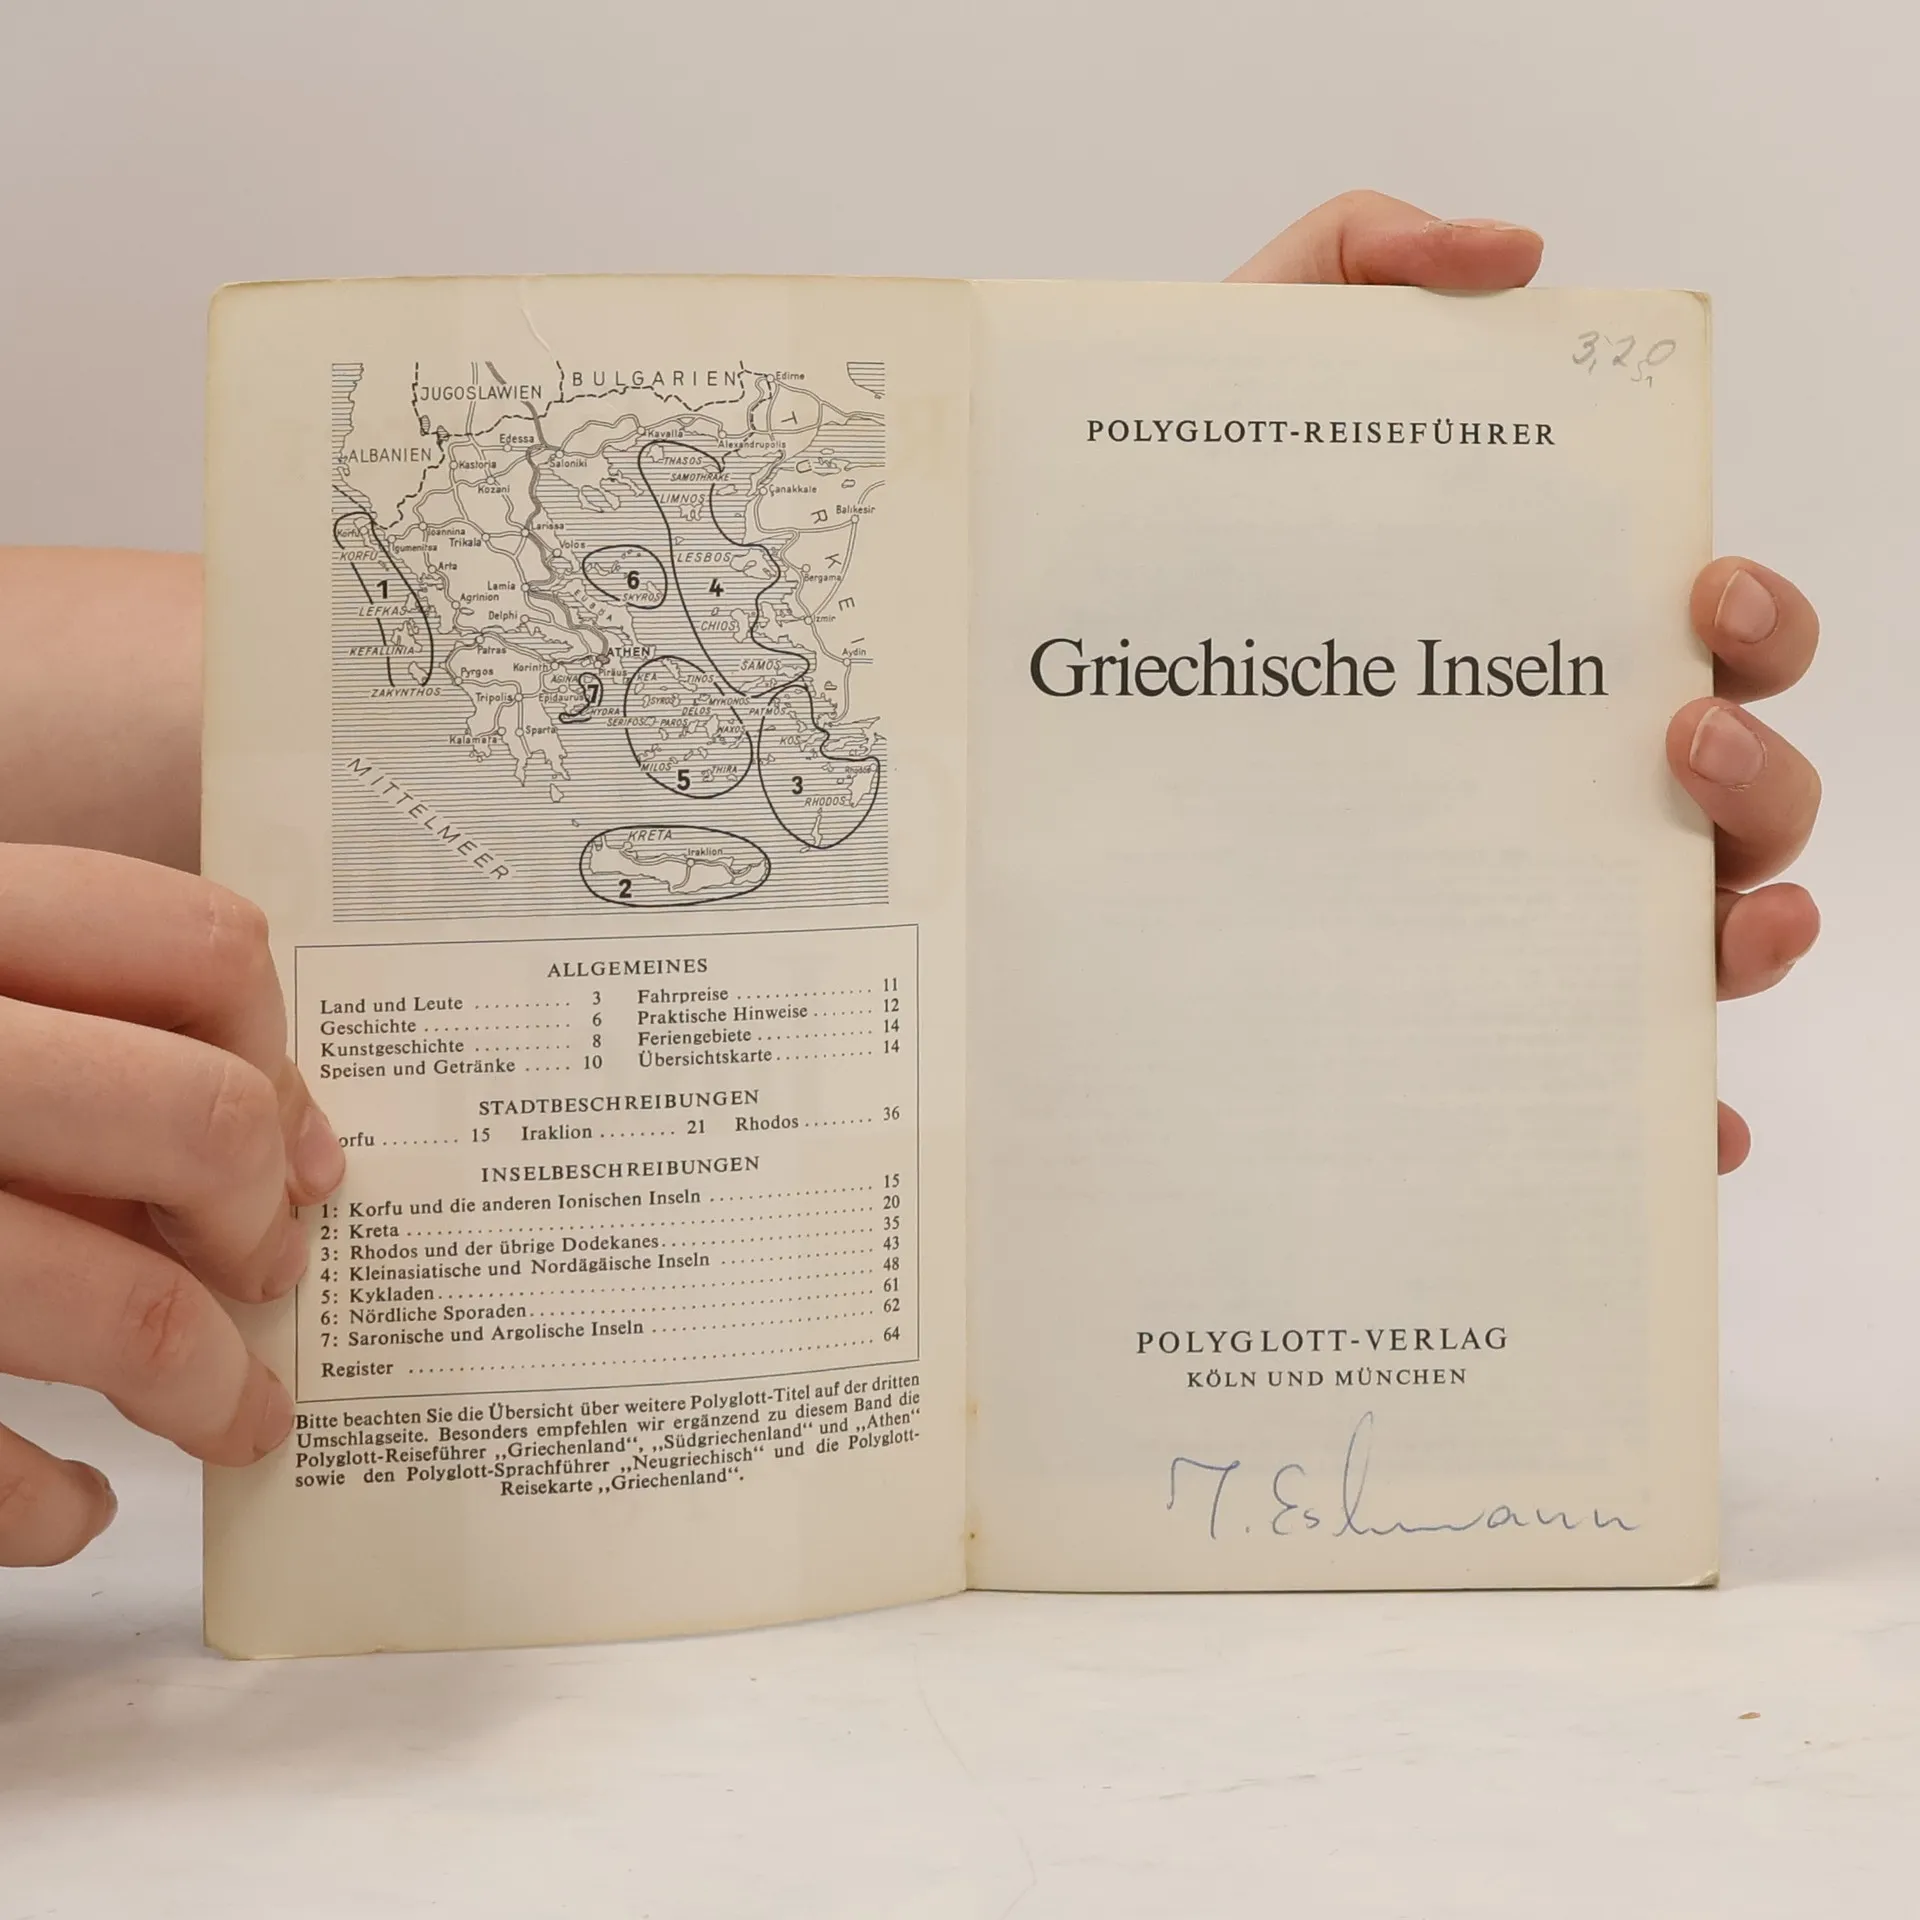 JUGOSLAWIEN
BULGARIEN
Edirne
ALBANIEN
Edessa
Kavalla
Alexandrupolis
Kastoria
Saloniki
THASOS
SAMOTHRAKE
Kozani
LIMNOS
Çanakkale
Balıkesir
TÜRKEI
Korfu
Ioannina
Larissa
KORFU
Igumenitsa
Trikala
Volos
LESBOS
Arta
1
6
4
Bergama
Lamia
SKYROS
LEFKAS
Agrinion
EUBÖA
Delphi
CHIOS
Izmir
KEFALLINIA
Patras
ATHEN
Aydin
Pyrgos
Korinth
Piräus
SAMOS
ZAKYNTHOS
ÄGINA
KEA
TINOS
Tripolis
Epidaurus
7
SYROS
MYKONOS
HYDRA
DELOS
PATMOS
SERIFOS
PAROS
NAXOS
Kalamata
Sparta
KOS
MILOS
THIRA
5
3
Rhodos
RHODOS
MITTELMEER
KRETA
Iraklion
2
ALLGEMEINES
Land und Leute .......... 3 Fahrpreise ............... 11
Geschichte ............... 6 Praktische Hinweise ....... 12
Kunstgeschichte .......... 8 Feriengebiete ............ 14
Speisen und Getränke ..... 10 Übersichtskarte ........... 14
STADTBESCHREIBUNGEN
orfu ........ 15 Iraklion ........ 21 Rhodos ........ 36
INSELBESCHREIBUNGEN
1: Korfu und die anderen Ionischen Inseln ................. 15
2: Kreta ................. 20
3: Rhodos und der übrige Dodekanes ................. 35
4: Kleinasiatische und Nordägäische Inseln ................. 43
5: Kykladen ................. 48
6: Nördliche Sporaden ................. 61
7: Saronische und Argolische Inseln ................. 62
Register ................. 64
Bitte beachten Sie die Übersicht über weitere Polyglott-Titel auf der dritten
Umschlagseite. Besonders empfehlen wir ergänzend zu diesem Band die
Polyglott-Reiseführer „Griechenland“, „Südgriechenland“ und „Athen“
sowie den Polyglott-Sprachführer „Neugriechisch“ und die Polyglott-
Reisekarte „Griechenland“.
3,20
POLYGLOTT-REISEFÜHRER
Griechische Inseln
POLYGLOTT-VERLAG
KÖLN UND MÜNCHEN